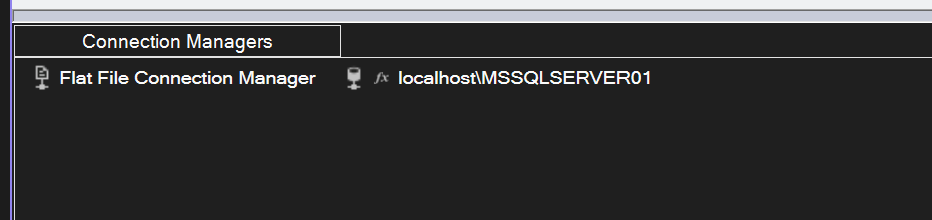 Connection Managers
Flat File Connection Manager fx localhost\MSSQLSERVER01